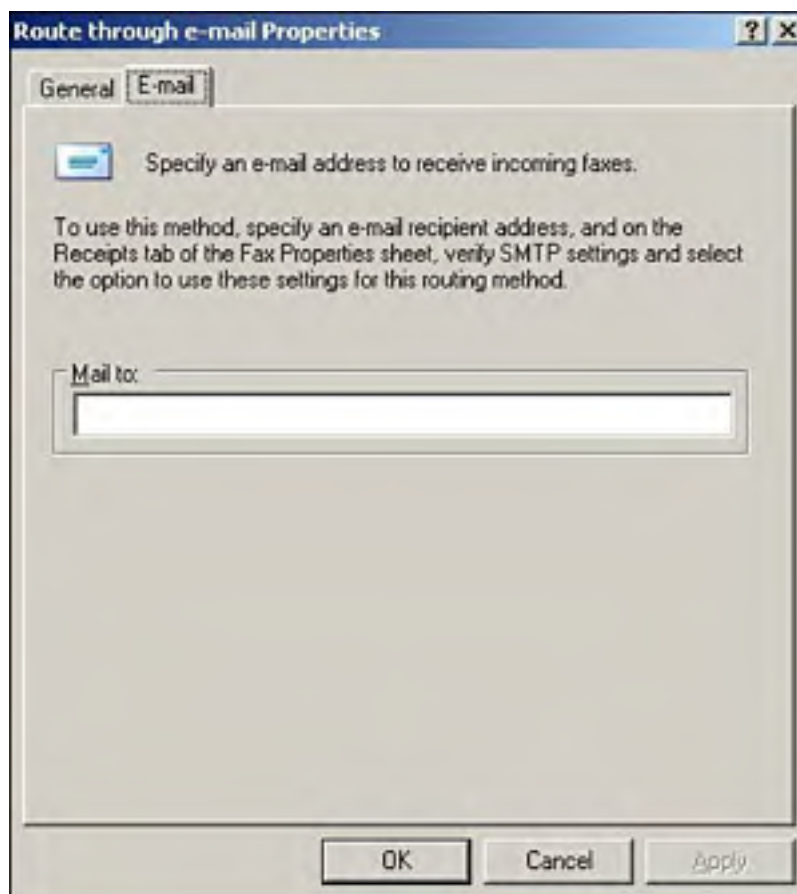 Route through e-mail Properties
General E-mail
Specify an e-mail address to receive incoming faxes.
To use this method, specify an e-mail recipient address, and on the
Receipts tab of the Fax Properties sheet, verify SMTP settings and select
the option to use these settings for this routing method.
Mail to:
OK Cancel Apply